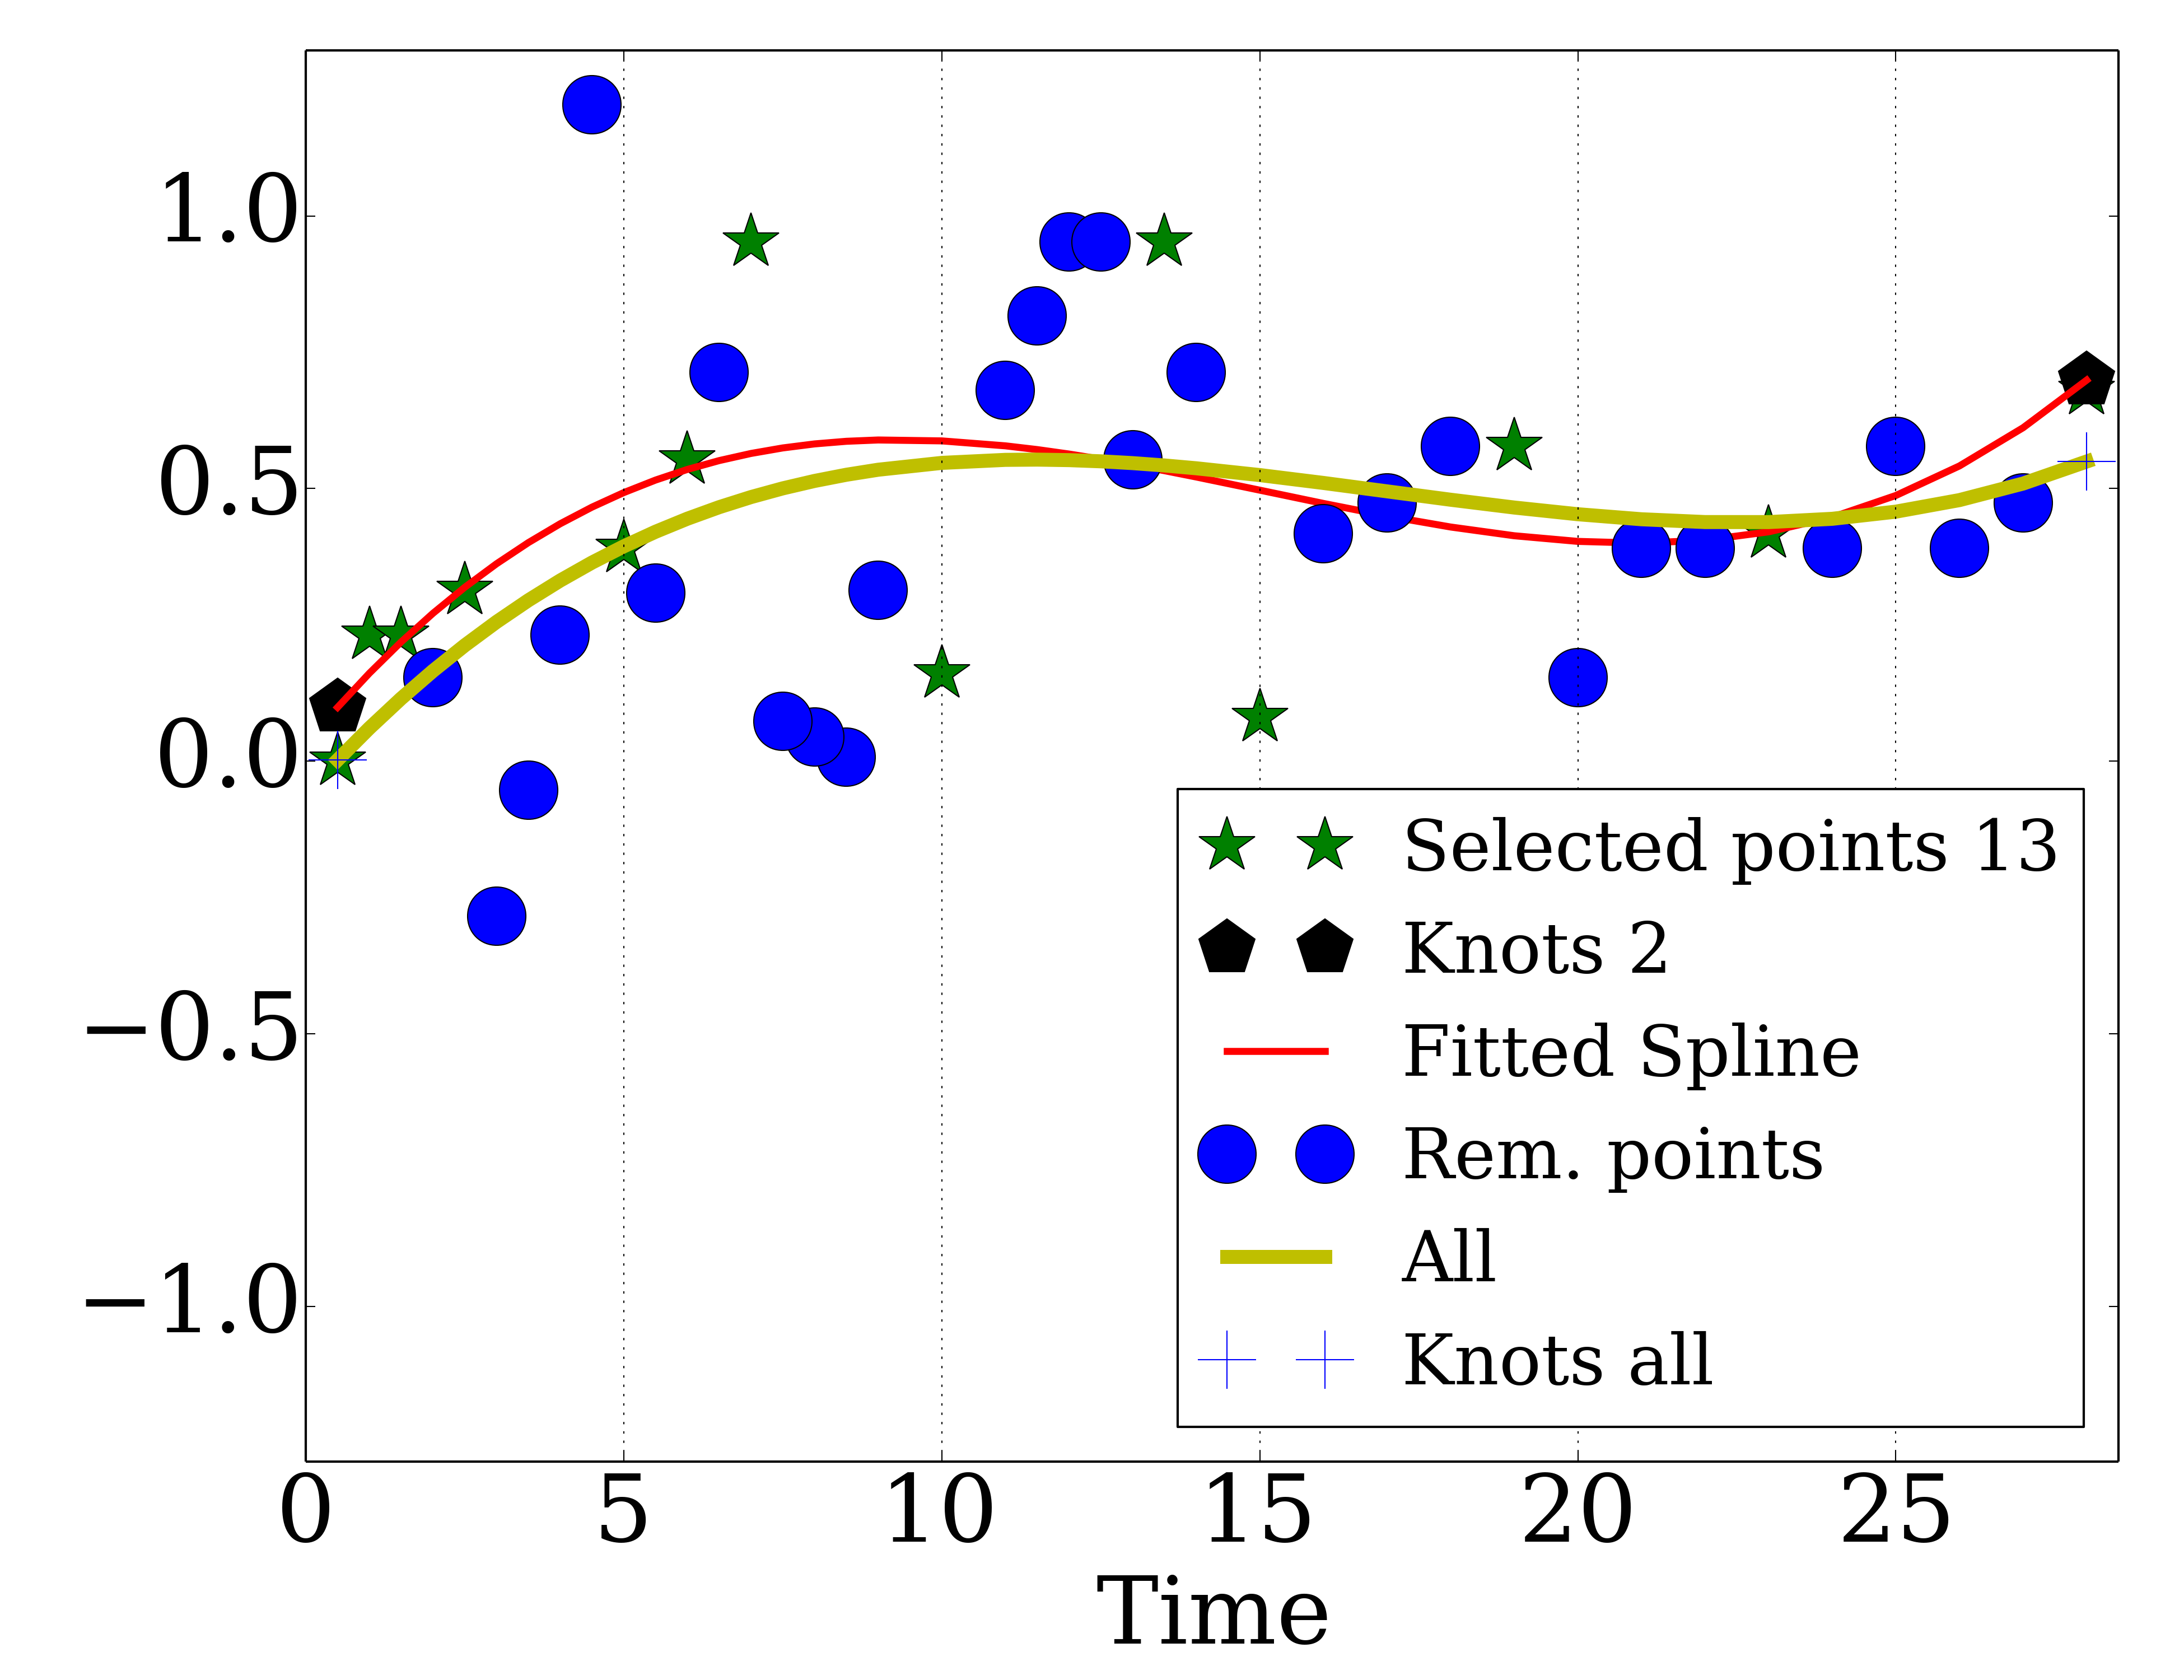 1.0
0.5
0.0
−0.5
−1.0
Selected points 13
Knots 2
Fitted Spline
Rem. points
All
Knots all
0 5 10 15 20 25
Time